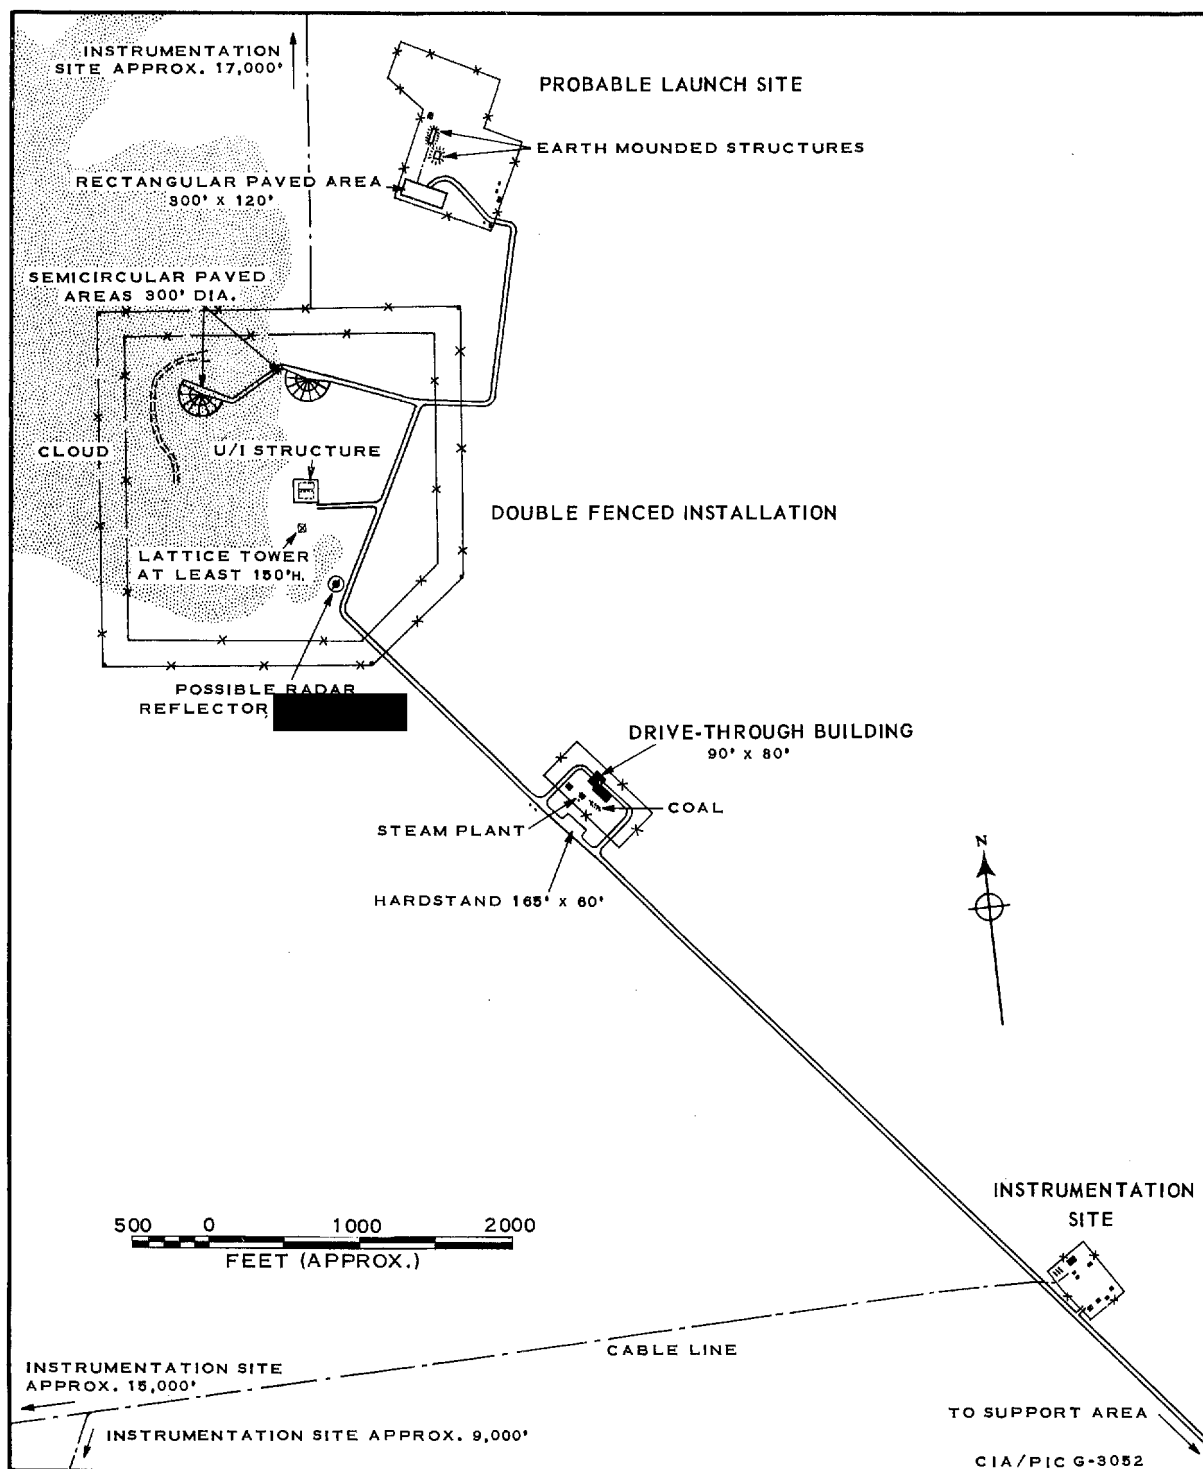 INSTRUMENTATION
SITE APPROX. 17,000'
PROBABLE LAUNCH SITE
EARTH MOUNDED STRUCTURES
RECTANGULAR PAVED AREA
300' X 120'
SEMICIRCULAR PAVED
AREAS 300' DIA.
CLOUD
U/I STRUCTURE
DOUBLE FENCED INSTALLATION
LATTICE TOWER
AT LEAST 150'H.
POSSIBLE RADAR
REFLECTOR
DRIVE-THROUGH BUILDING
90' X 80'
COAL
STEAM PLANT
HARDSTAND 165' X 60'
N
INSTRUMENTATION
SITE
500 0 1000 2000
FEET (APPROX.)
CABLE LINE
INSTRUMENTATION SITE
APPROX. 15,000'
INSTRUMENTATION SITE APPROX. 9,000'
TO SUPPORT AREA
CIA/PIC G-3052